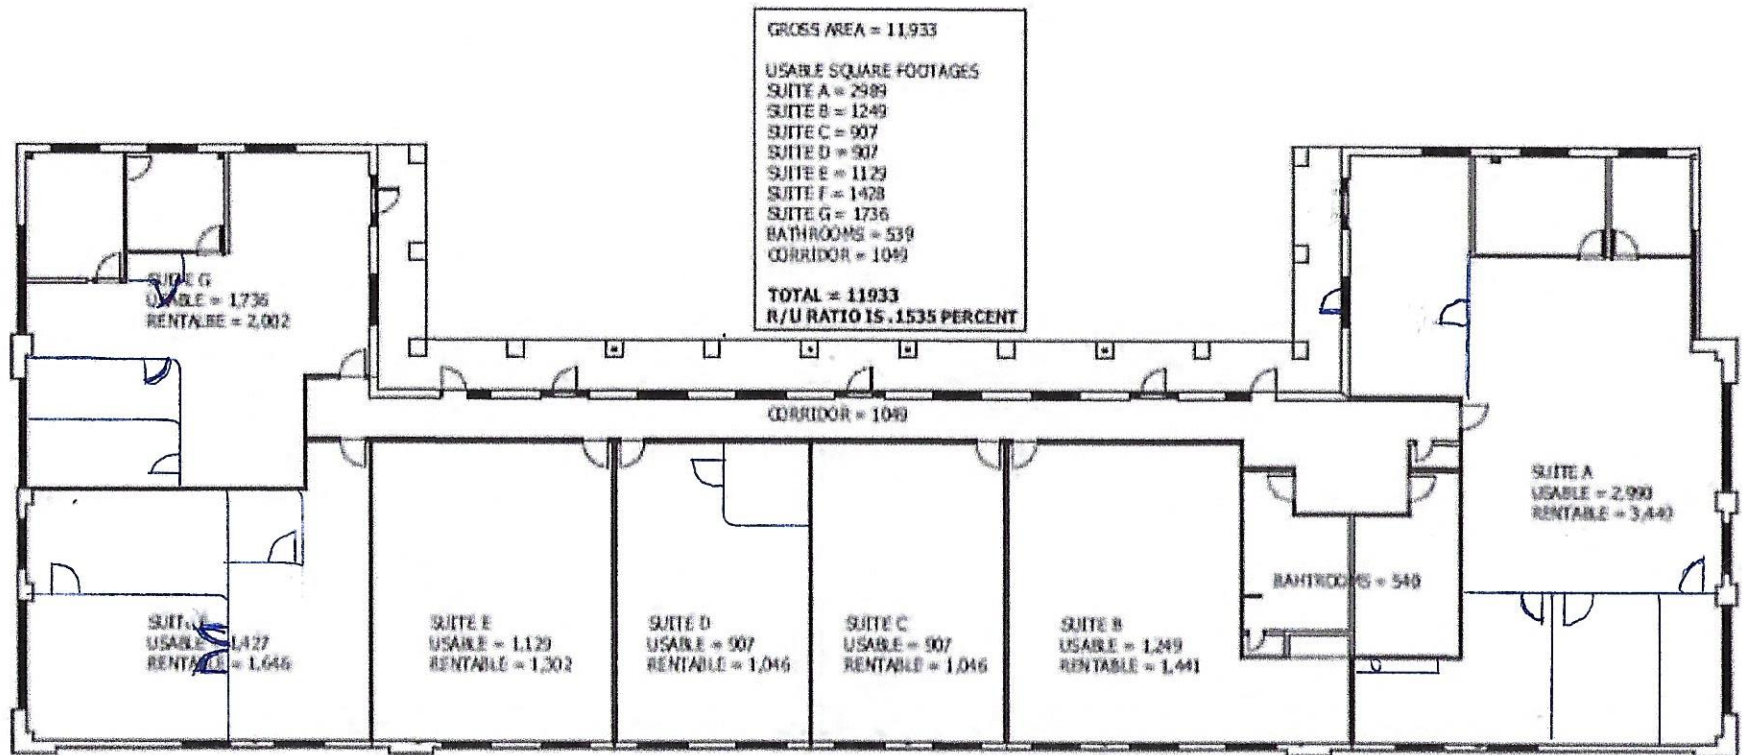 GROSS AREA = 11,933
USABLE SQUARE FOOTAGES
SUITE A = 2989
SUITE B = 1249
SUITE C = 907
SUITE D = 907
SUITE E = 1129
SUITE F = 1428
SUITE G = 1736
BATHROOMS = 539
CORRIDOR = 1049
TOTAL = 11933
R/U RATIO IS .1535 PERCENT
SUITE G
USABLE = 1,736
RENTALBE = 2,002
CORRIDOR = 1049
SUITE A
USABLE = 2,990
RENTABLE = 3,440
BAHTROOMS = 540
SUITE
USABLE = 1,427
RENTABLE = 1,646
SUITE E
USABLE = 1,129
RENTABLE = 1,302
SUITE D
USABLE = 907
RENTABLE = 1,046
SUITE C
USABLE = 907
RENTABLE = 1,046
SUITE B
USABLE = 1,249
RENTABLE = 1,441